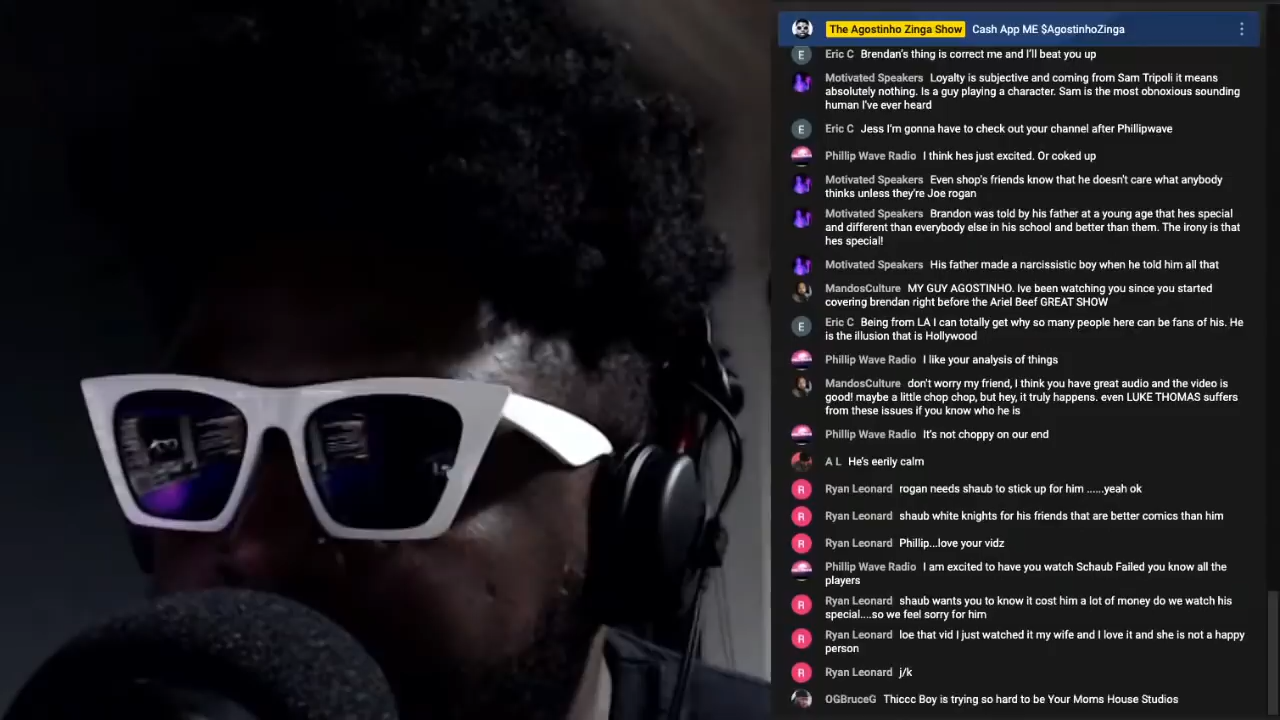 The Agostinho Zinga Show Cash App ME $AgostinhoZinga
Eric C Brendan's thing is correct me and I'll beat you up
Motivated Speakers Loyalty is subjective and coming from Sam Tripoli it means
absolutely nothing. Is a guy playing a character. Sam is the most obnoxious sounding
human I've ever heard
Eric C Jess I'm gonna have to check out your channel after Phillipwave
Phillip Wave Radio I think hes just excited. Or coked up
Motivated Speakers Even shop's friends know that he doesn't care what anybody
thinks unless they're Joe rogan
Motivated Speakers Brandon was told by his father at a young age that hes special
and different than everybody else in his school and better than them. The irony is that
hes special!
Motivated Speakers His father made a narcissistic boy when he told him all that
MandosCulture MY GUY AGOSTINHO. Ive been watching you since you started
covering brendan right before the Ariel Beef GREAT SHOW
Eric C Being from LA I can totally get why so many people here can be fans of his. He
is the illusion that is Hollywood
Phillip Wave Radio I like your analysis of things
MandosCulture don't worry my friend, I think you have great audio and the video is
good! maybe a little chop chop, but hey, it truly happens. even LUKE THOMAS suffers
from these issues if you know who he is
Phillip Wave Radio It's not choppy on our end
A L He's eerily calm
Ryan Leonard rogan needs shaub to stick up for him ......yeah ok
Ryan Leonard shaub white knights for his friends that are better comics than him
Ryan Leonard Phillip...love your vidz
Phillip Wave Radio I am excited to have you watch Schaub Failed you know all the
players
Ryan Leonard shaub wants you to know it cost him a lot of money do we watch his
special....so we feel sorry for him
Ryan Leonard loe that vid I just watched it my wife and I love it and she is not a happy
person
Ryan Leonard j/k
OGBruceG Thiccc Boy is trying so hard to be Your Moms House Studios